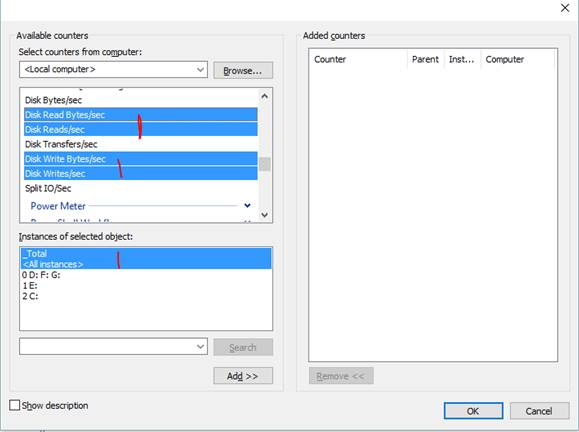 Available counters
Select counters from computer:
<Local computer>
Browse...
Disk Bytes/sec
Disk Read Bytes/sec
Disk Reads/sec
Disk Transfers/sec
Disk Write Bytes/sec
Disk Writes/sec
Split IO/Sec
Power Meter
Instances of selected object:
_Total
<All instances>
0 D: F: G:
1 E:
2 C:
Search
Add >>
Show description
Added counters
Counter Parent Inst... Computer
Remove <<
OK Cancel